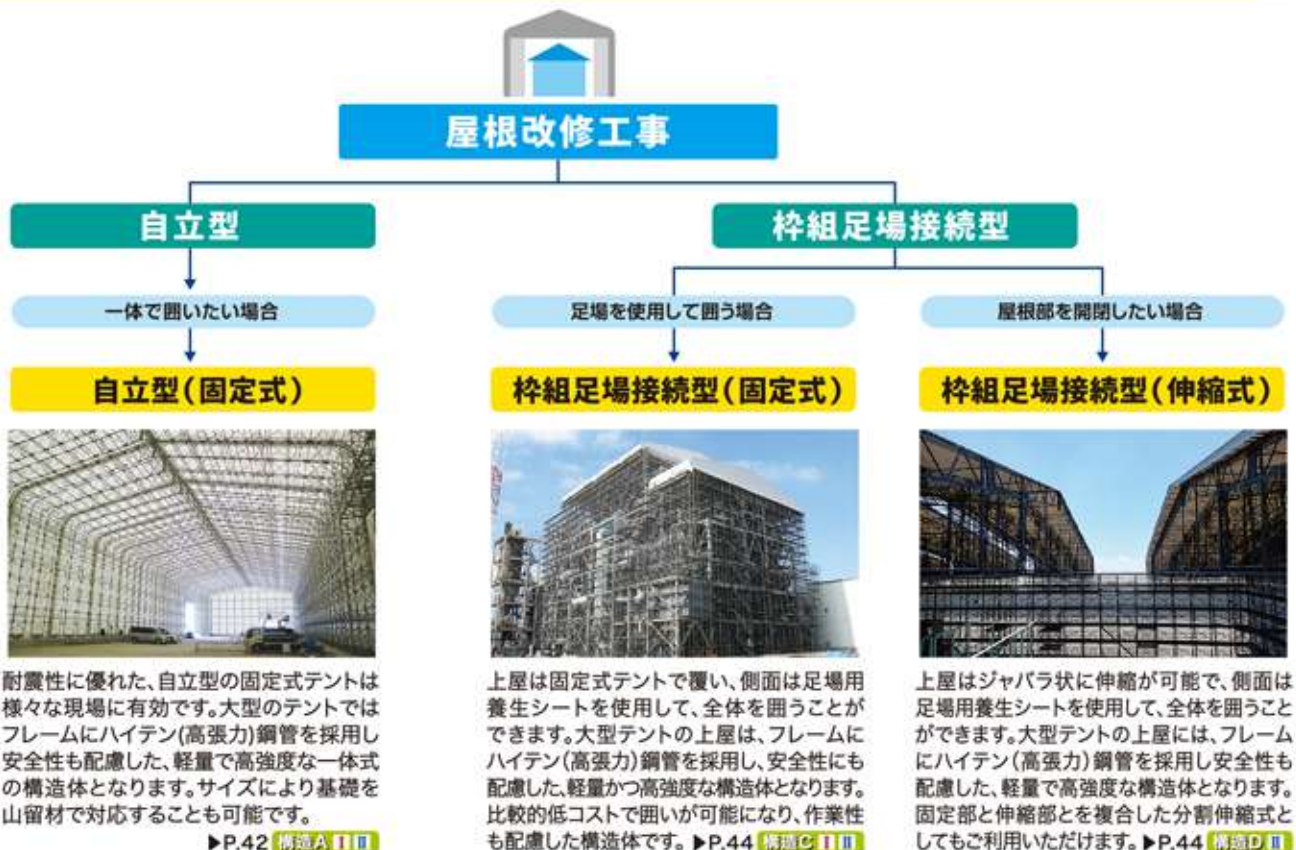 屋根改修工事
自立型
枠組足場接続型
一体で囲いたい場合
足場を使用して囲う場合
屋根部を開閉したい場合
自立型(固定式)
枠組足場接続型(固定式)
枠組足場接続型(伸縮式)
耐震性に優れた、自立型の固定式テントは
様々な現場に有効です。大型のテントでは
フレームにハイテン(高張力)鋼管を採用し
安全性も配慮した、軽量で高強度な一体式
の構造体となります。サイズにより基礎を
山留材で対応することも可能です。
▶P.42 構造A I II
上屋は固定式テントで覆い、側面は足場用
養生シートを使用して、全体を囲うことが
できます。大型テントの上屋は、フレームに
ハイテン(高張力)鋼管を採用し、安全性にも
配慮した、軽量かつ高強度な構造体となります。
比較的低コストで囲いが可能になり、作業性
も配慮した構造体です。▶P.44 構造C I II
上屋はジャバラ状に伸縮が可能で、側面は
足場用養生シートを使用して、全体を囲うこと
ができます。大型テントの上屋には、フレーム
にハイテン(高張力)鋼管を採用し安全性も
配慮した、軽量で高強度な構造体となります。
固定部と伸縮部とを複合した分割伸縮式と
してもご利用いただけます。▶P.44 構造D II